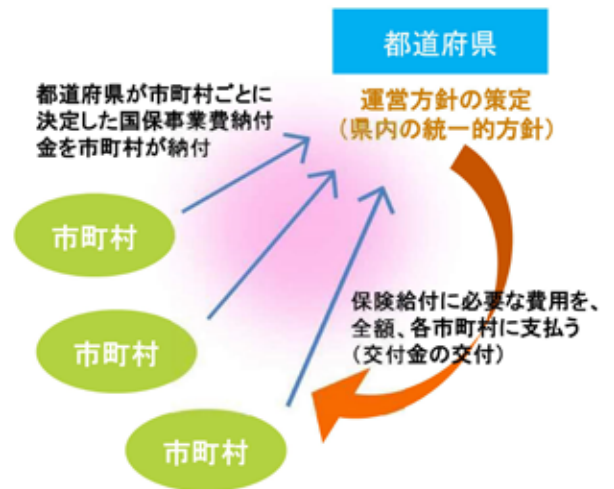 都道府県
都道府県が市町村ごとに
決定した国保事業費納付
金を市町村が納付
運営方針の策定
（県内の統一的方針）
市町村
市町村
市町村
保険給付に必要な費用を、
全額、各市町村に支払う
（交付金の交付）